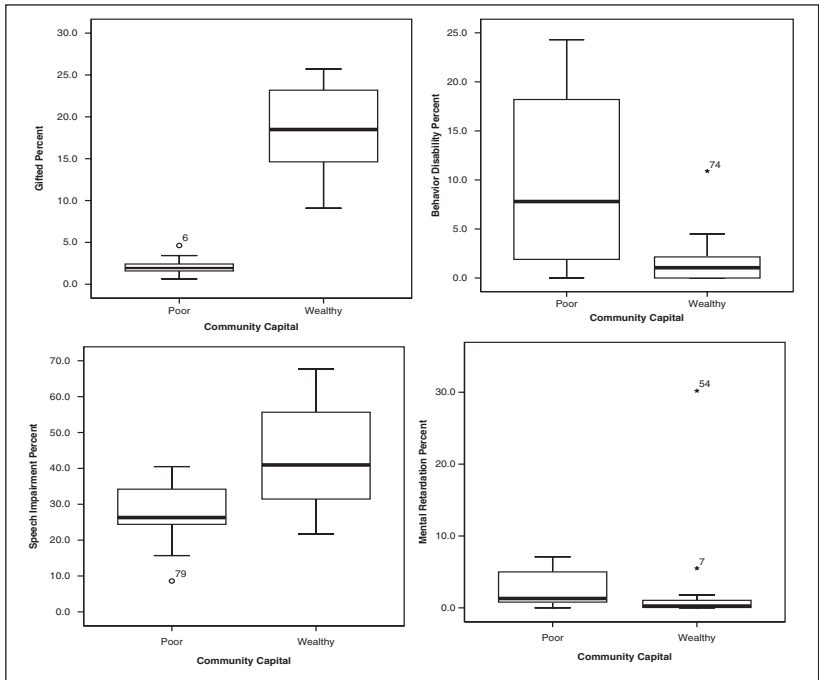 30.0
25.0
20.0
15.0
10.0
5.0
0.0
Gifted Percent
6
Poor
Wealthy
Community Capital
25.0
20.0
15.0
10.0
5.0
0.0
Behavior Disability Percent
74
Poor
Wealthy
Community Capital
70.0
60.0
50.0
40.0
30.0
20.0
10.0
0.0
Speech Impairment Percent
79
Poor
Wealthy
Community Capital
30.0
20.0
10.0
0.0
Mental Retardation Percent
54
7
Poor
Wealthy
Community Capital